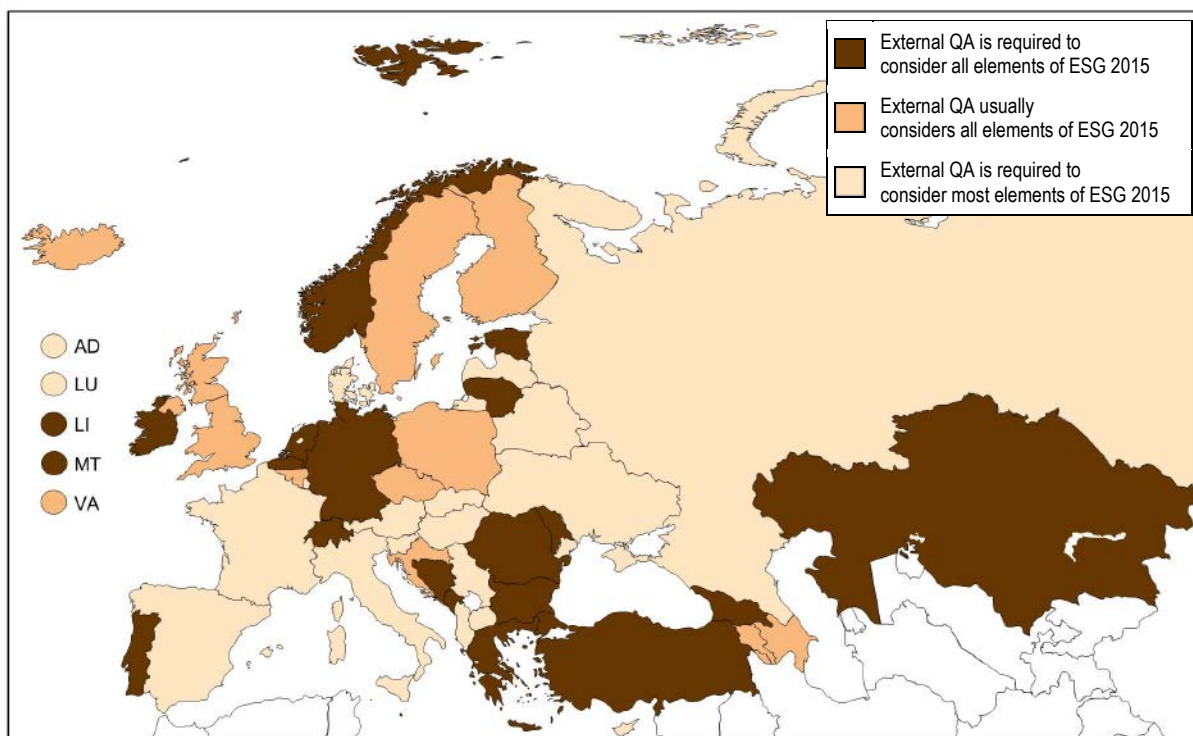 External QA is required to
consider all elements of ESG 2015
External QA usually
considers all elements of ESG 2015
External QA is required to
consider most elements of ESG 2015
AD
LU
LI
MT
VA